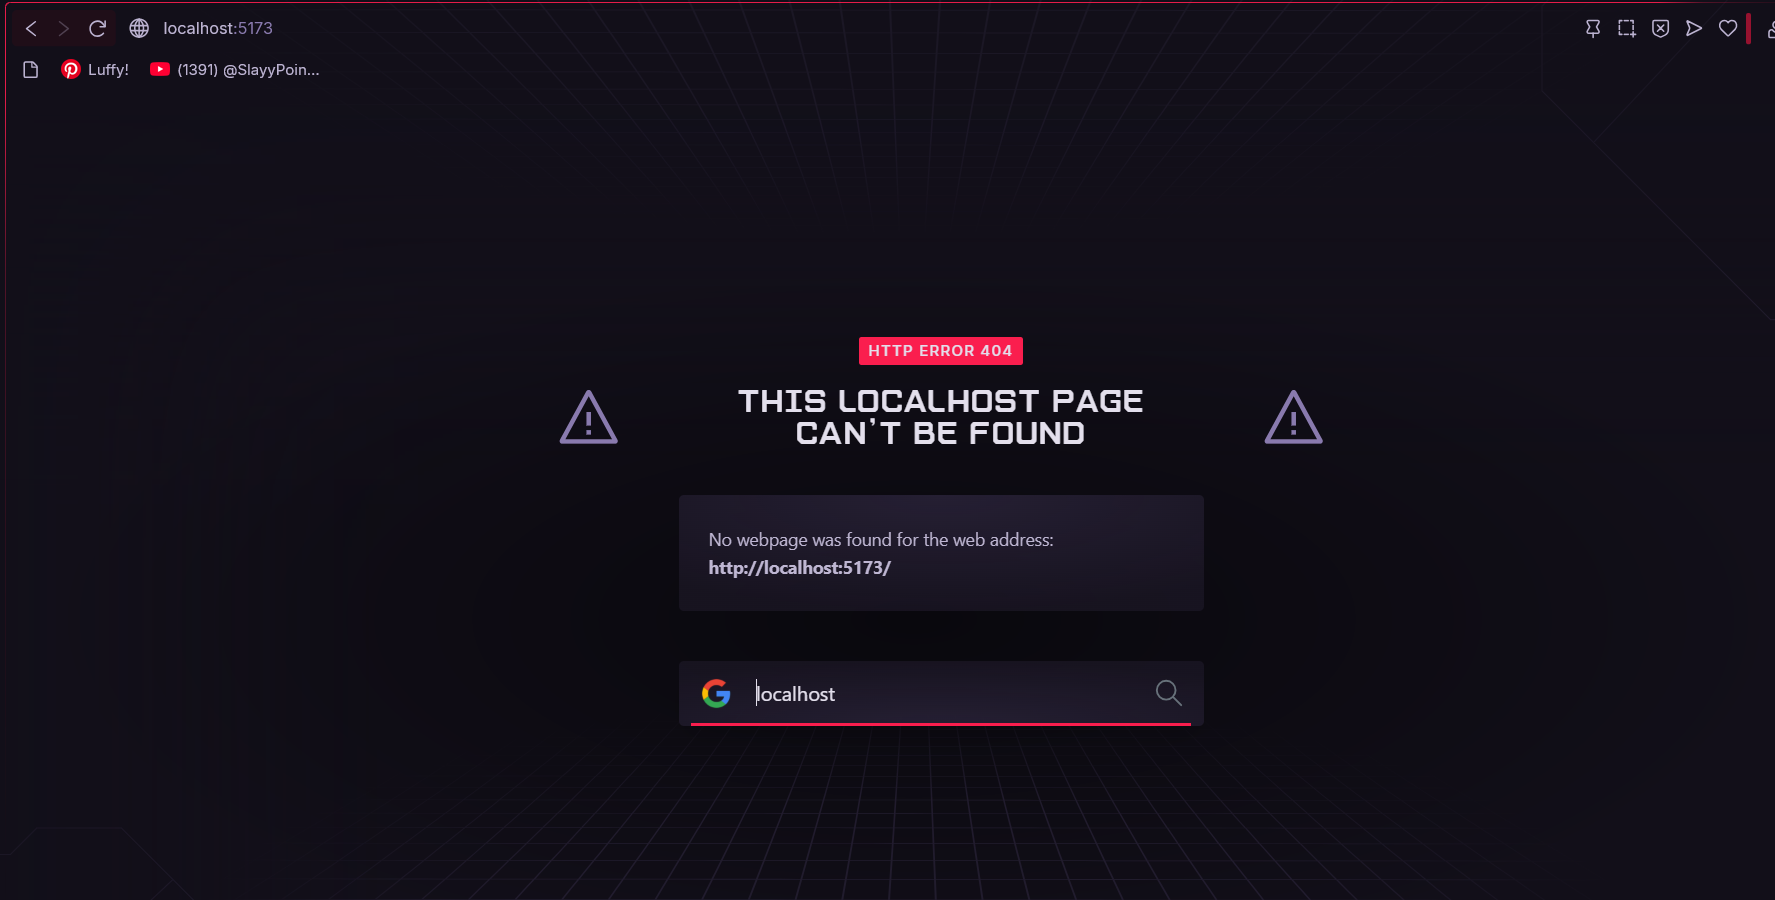 localhost:5173
Luffy!
(1391) @SlayyPoin...
HTTP ERROR 404
THIS LOCALHOST PAGE
CAN'T BE FOUND
No webpage was found for the web address:
http://localhost:5173/
localhost